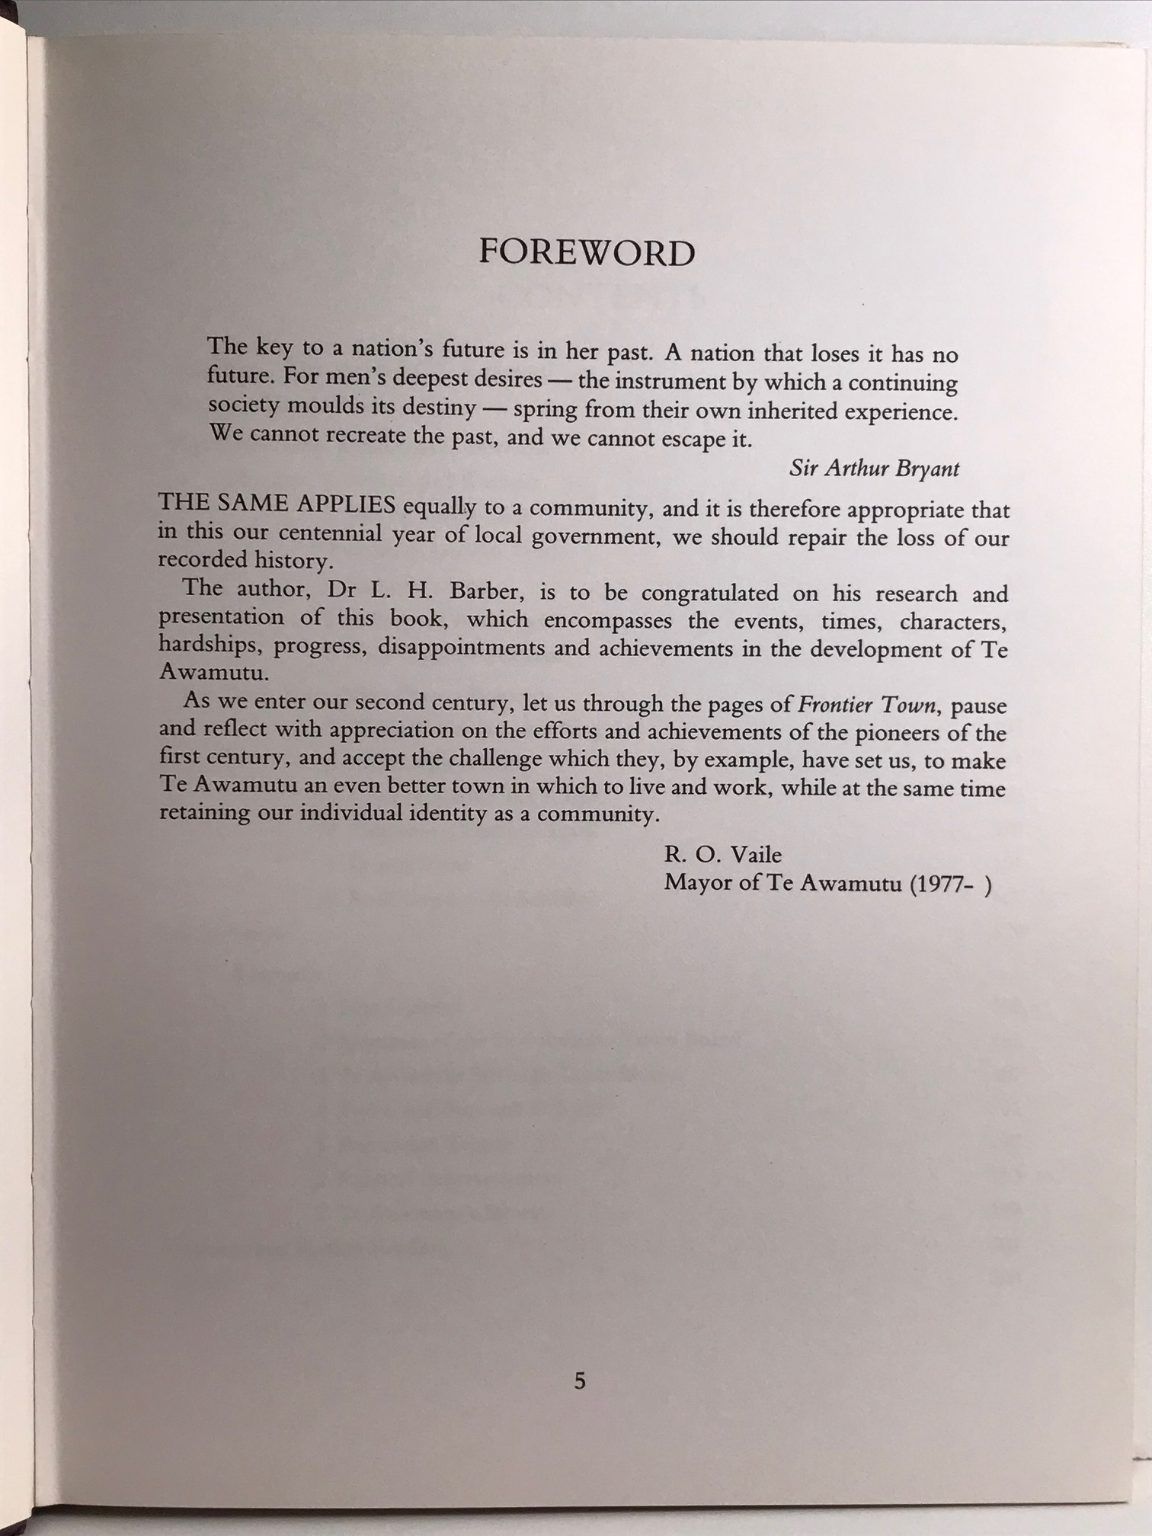 FOREWORD
The key to a nation's future is in her past. A nation that loses it has no
future. For men's deepest desires — the instrument by which a continuing
society moulds its destiny — spring from their own inherited experience.
We cannot recreate the past, and we cannot escape it.
Sir Arthur Bryant
THE SAME APPLIES equally to a community, and it is therefore appropriate that
in this our centennial year of local government, we should repair the loss of our
recorded history.
The author, Dr L. H. Barber, is to be congratulated on his research and
presentation of this book, which encompasses the events, times, characters,
hardships, progress, disappointments and achievements in the development of Te
Awamutu.
As we enter our second century, let us through the pages of Frontier Town, pause
and reflect with appreciation on the efforts and achievements of the pioneers of the
first century, and accept the challenge which they, by example, have set us, to make
Te Awamutu an even better town in which to live and work, while at the same time
retaining our individual identity as a community.
R. O. Vaile
Mayor of Te Awamutu (1977– )
5